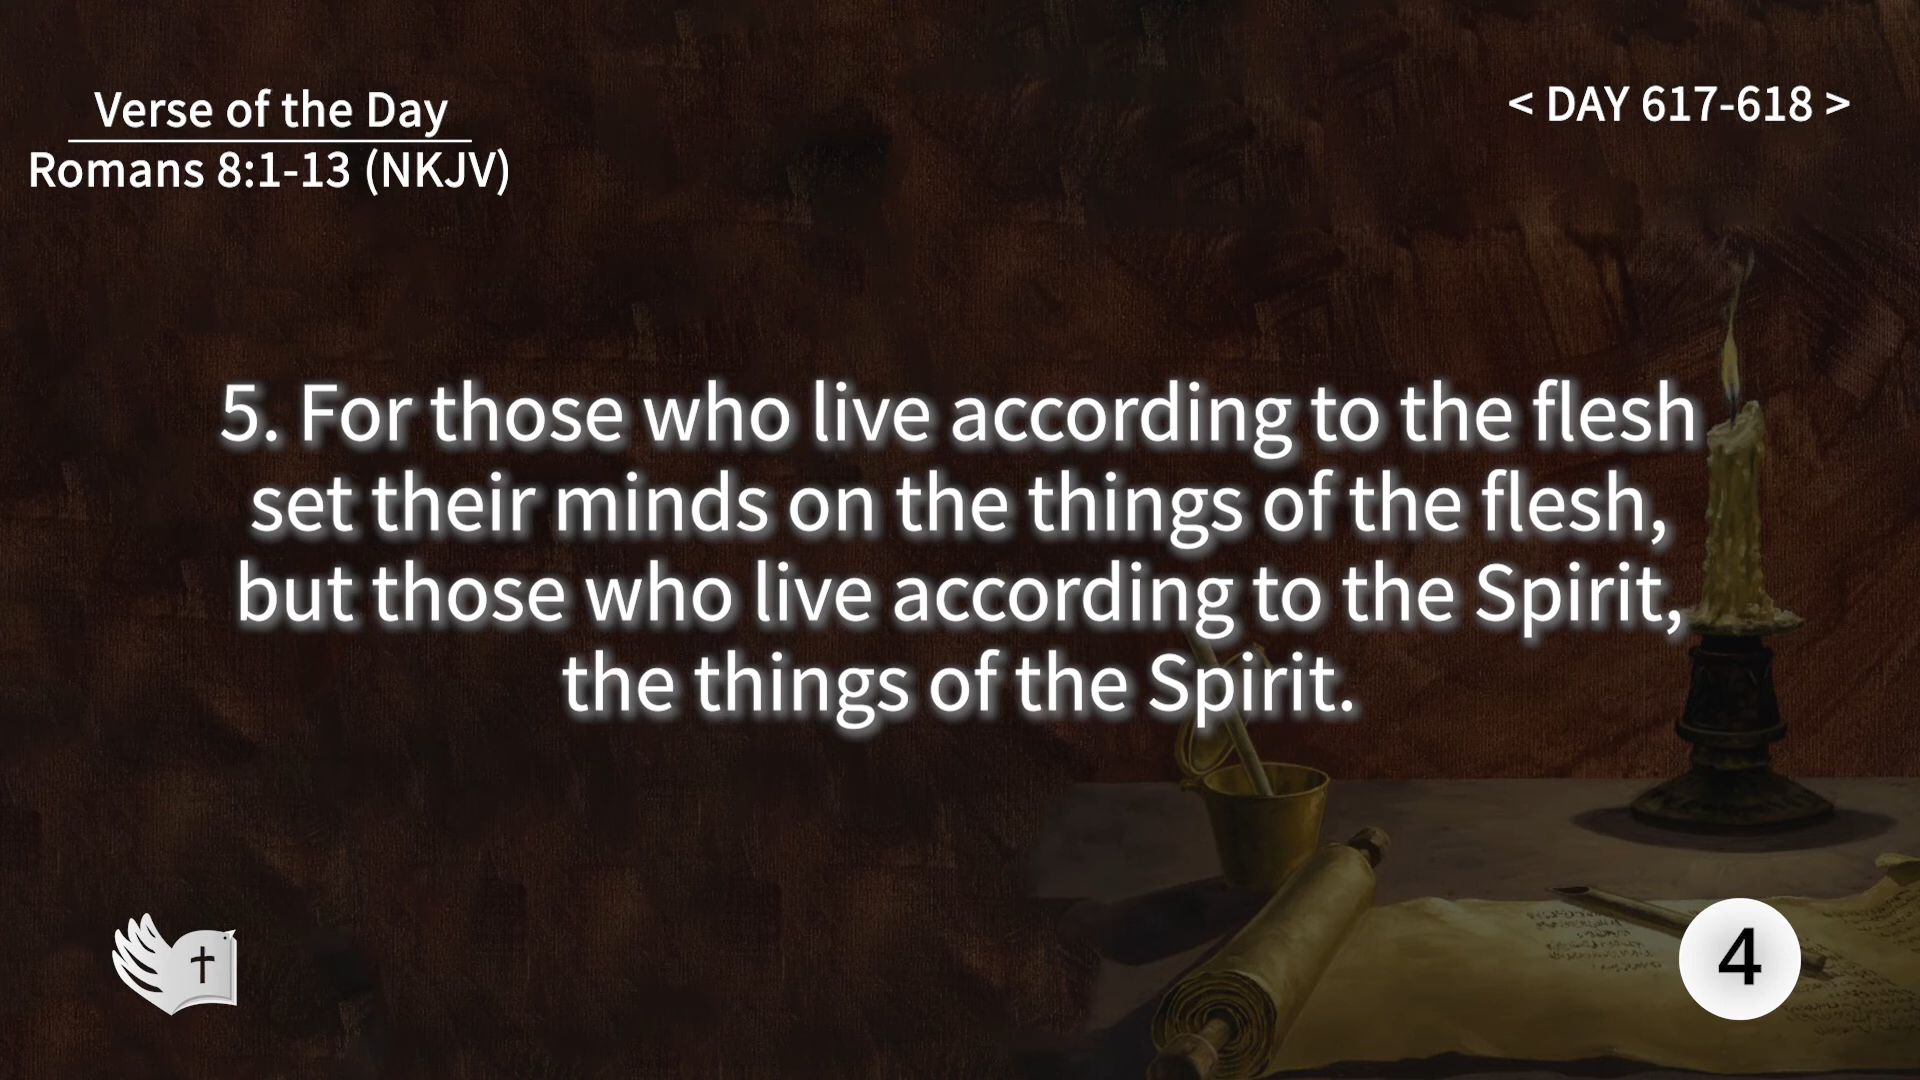 Verse of the Day
Romans 8:1-13 (NKJV)
< DAY 617-618 >
5. For those who live according to the flesh
set their minds on the things of the flesh,
but those who live according to the Spirit,
the things of the Spirit.
4